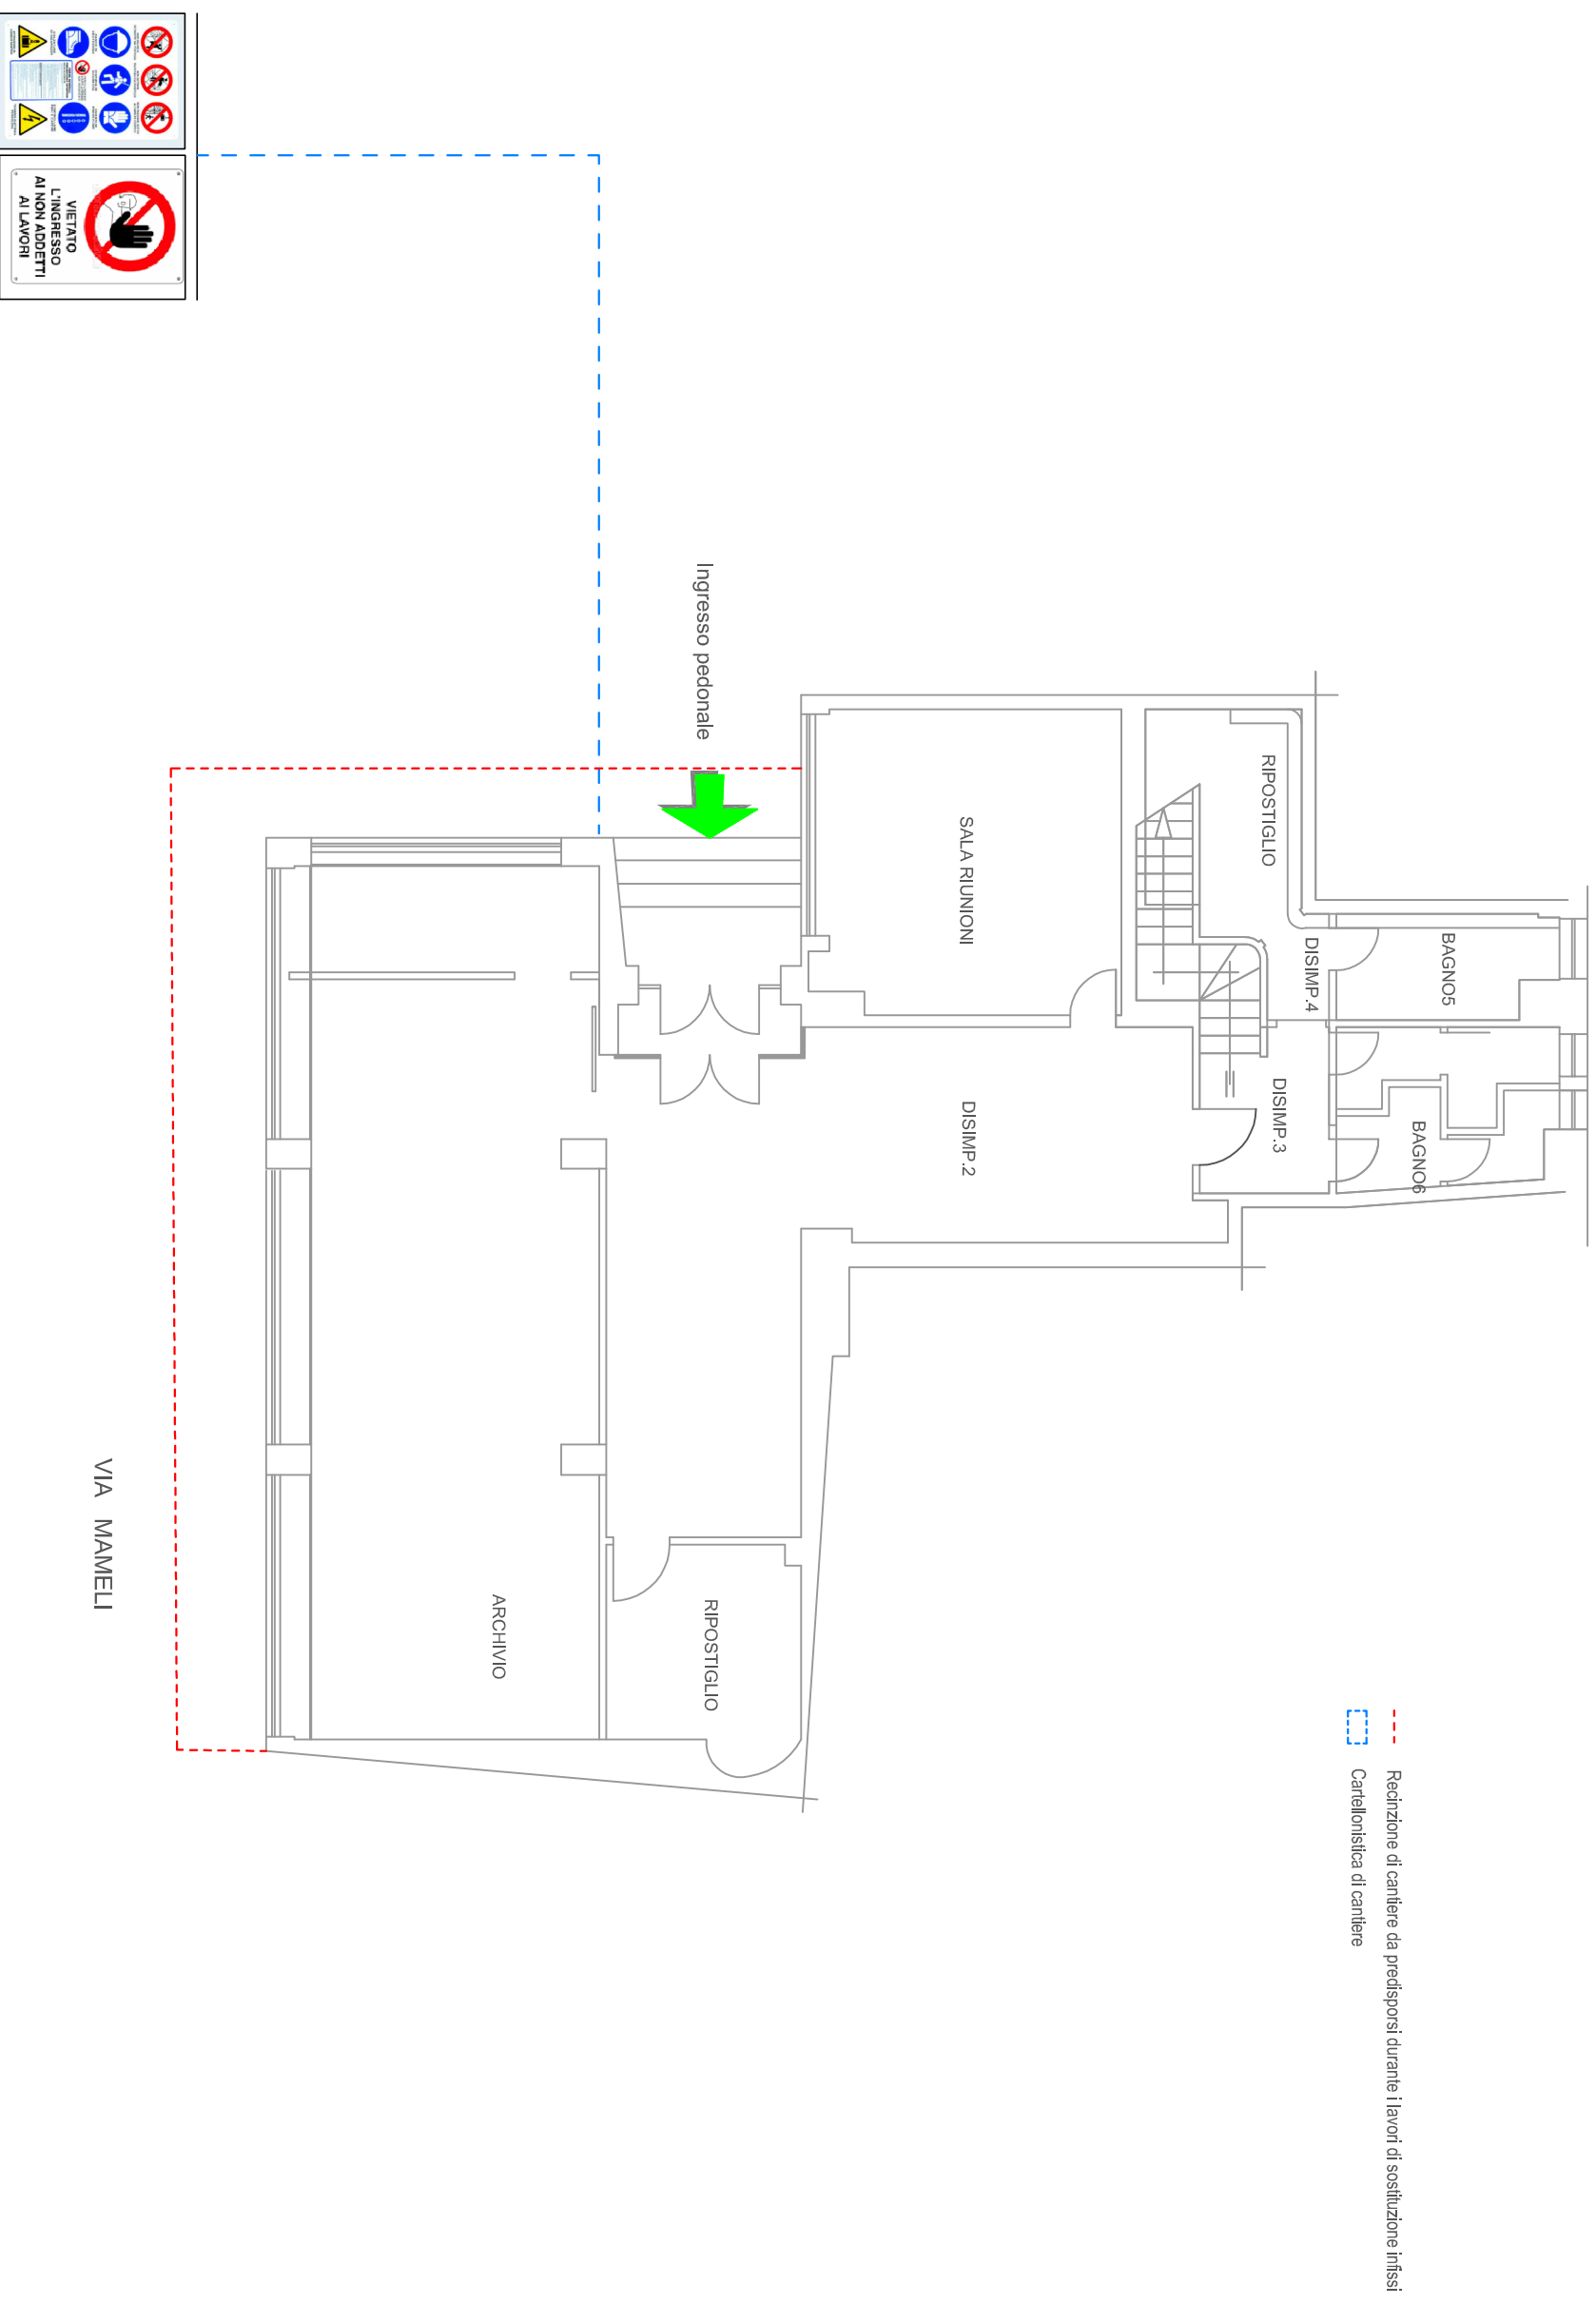 Recinzione di cantiere da predisporsi durante i lavori di sostituzione infissi
Cartellonistica di cantiere
BAGNO5
BAGNO6
DISIMP.4
DISIMP.3
RIPOSTIGLIO
SALA RIUNIONI
DISIMP.2
Ingresso pedonale
RIPOSTIGLIO
ARCHIVIO
VIA MAMELI
VIETATO
L'INGRESSO
AI NON ADDETTI
AI LAVORI